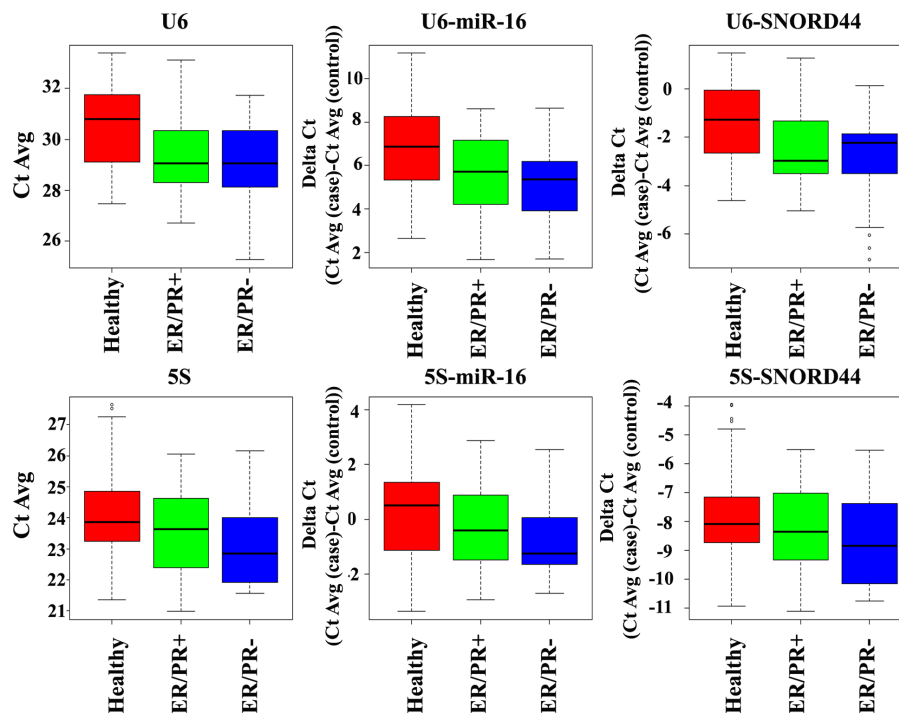 U6
U6-miR-16
U6-SNORD44
Ct Avg
32
30
28
26
Healthy
ER/PR+
ER/PR-
Delta Ct
(Ct Avg (case)-Ct Avg (control))
10
8
6
4
2
Healthy
ER/PR+
ER/PR-
Delta Ct
(Ct Avg (case)-Ct Avg (control))
0
-2
-4
-6
Healthy
ER/PR+
ER/PR-
5S
5S-miR-16
5S-SNORD44
Ct Avg
27
26
25
24
23
22
21
Healthy
ER/PR+
ER/PR-
Delta Ct
(Ct Avg (case)-Ct Avg (control))
4
2
0
-2
Healthy
ER/PR+
ER/PR-
Delta Ct
(Ct Avg (case)-Ct Avg (control))
-4
-5
-6
-7
-8
-9
-10
-11
Healthy
ER/PR+
ER/PR-